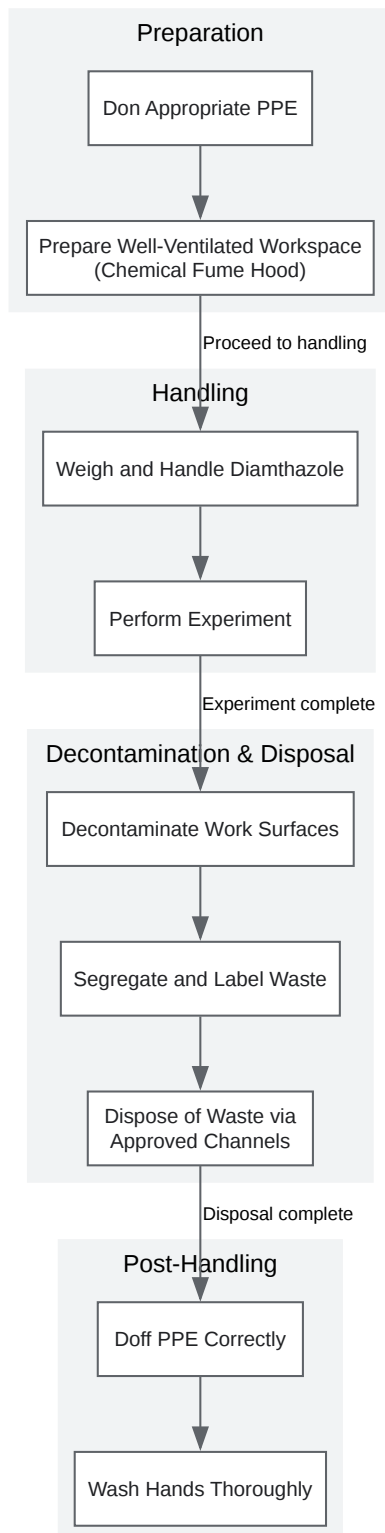 Preparation
Don Appropriate PPE
Prepare Well-Ventilated Workspace
(Chemical Fume Hood)
Proceed to handling
Handling
Weigh and Handle Diamthazole
Perform Experiment
Experiment complete
Decontamination & Disposal
Decontaminate Work Surfaces
Segregate and Label Waste
Dispose of Waste via
Approved Channels
Disposal complete
Post-Handling
Doff PPE Correctly
Wash Hands Thoroughly